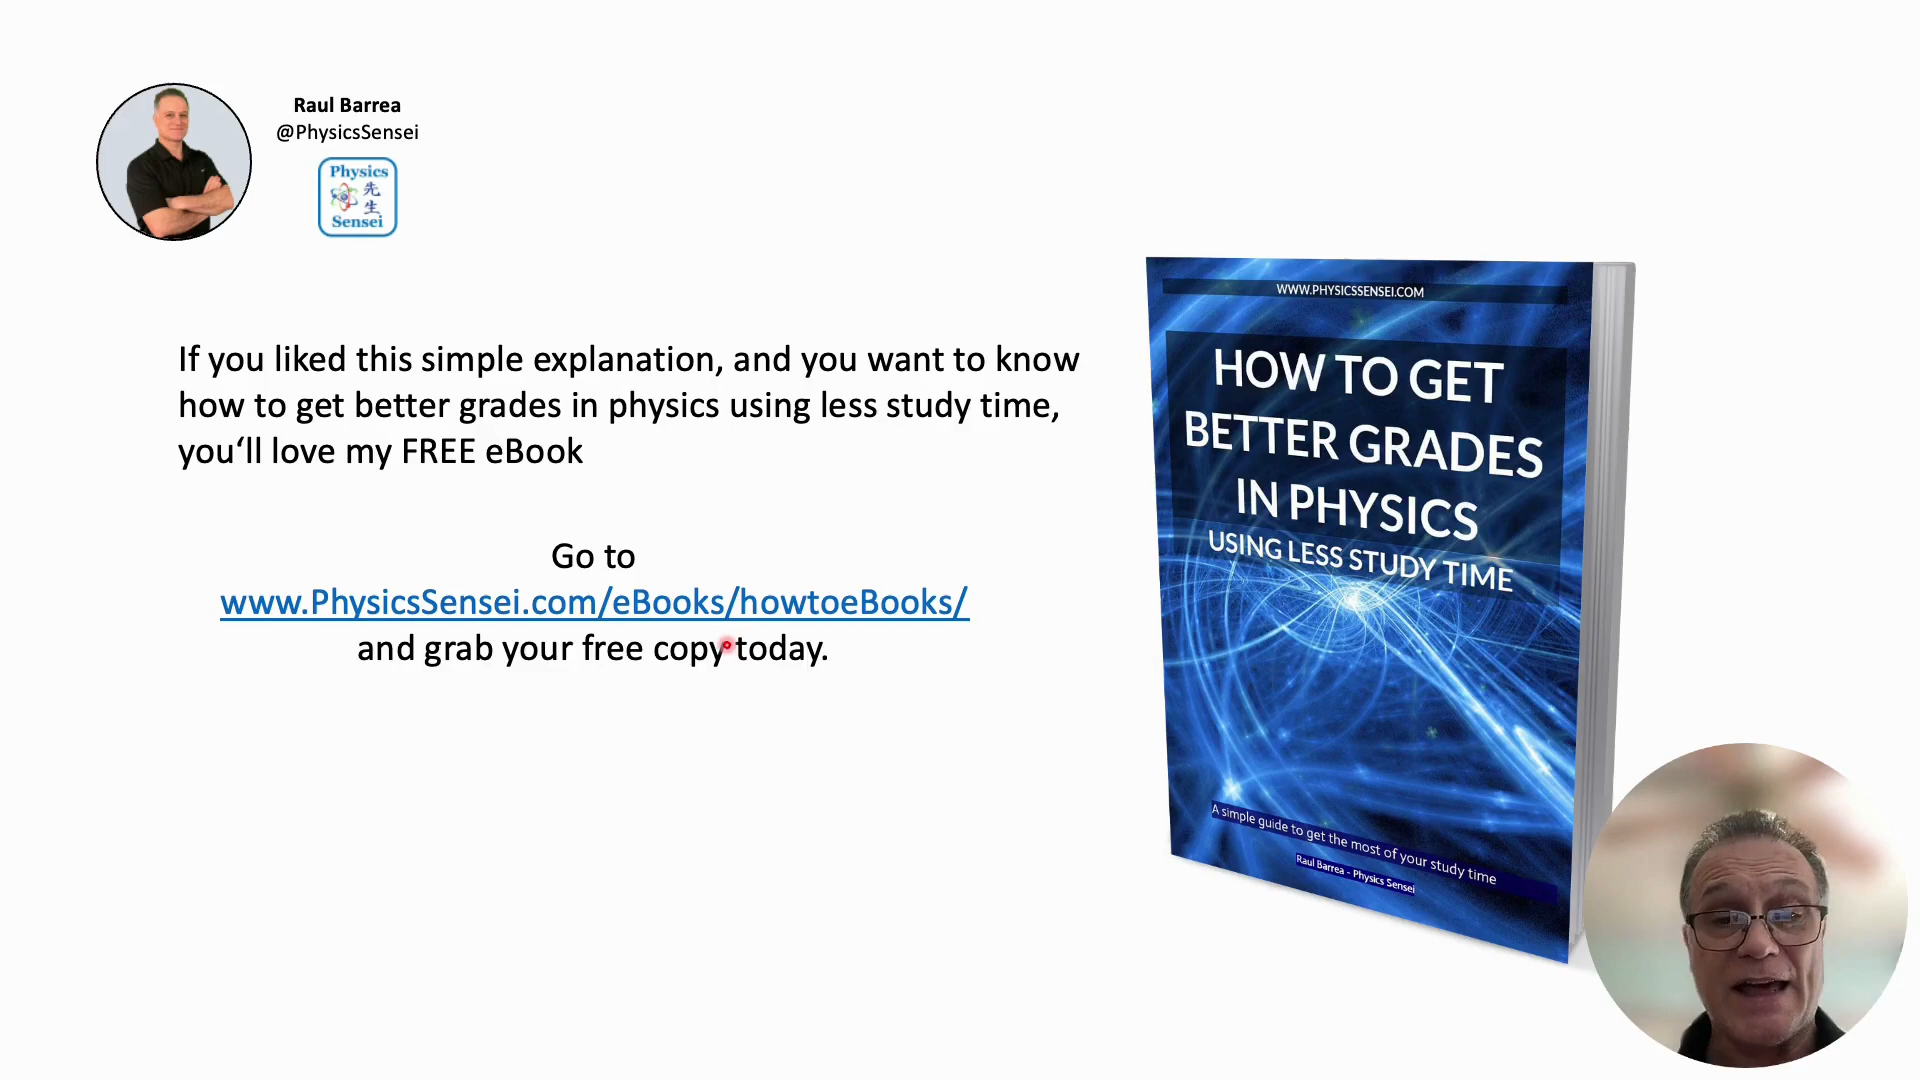 Raul Barrea
@PhysicsSensei
Physics
先
生
Sensei
If you liked this simple explanation, and you want to know
how to get better grades in physics using less study time,
you‘ll love my FREE eBook
Go to
www.PhysicsSensei.com/eBooks/howtoeBooks/
and grab your free copy today.
WWW.PHYSICSSENSEI.COM
HOW TO GET
BETTER GRADES
IN PHYSICS
USING LESS STUDY TIME
A simple guide to get the most of your study time
Raul Barrea - Physics Sensei